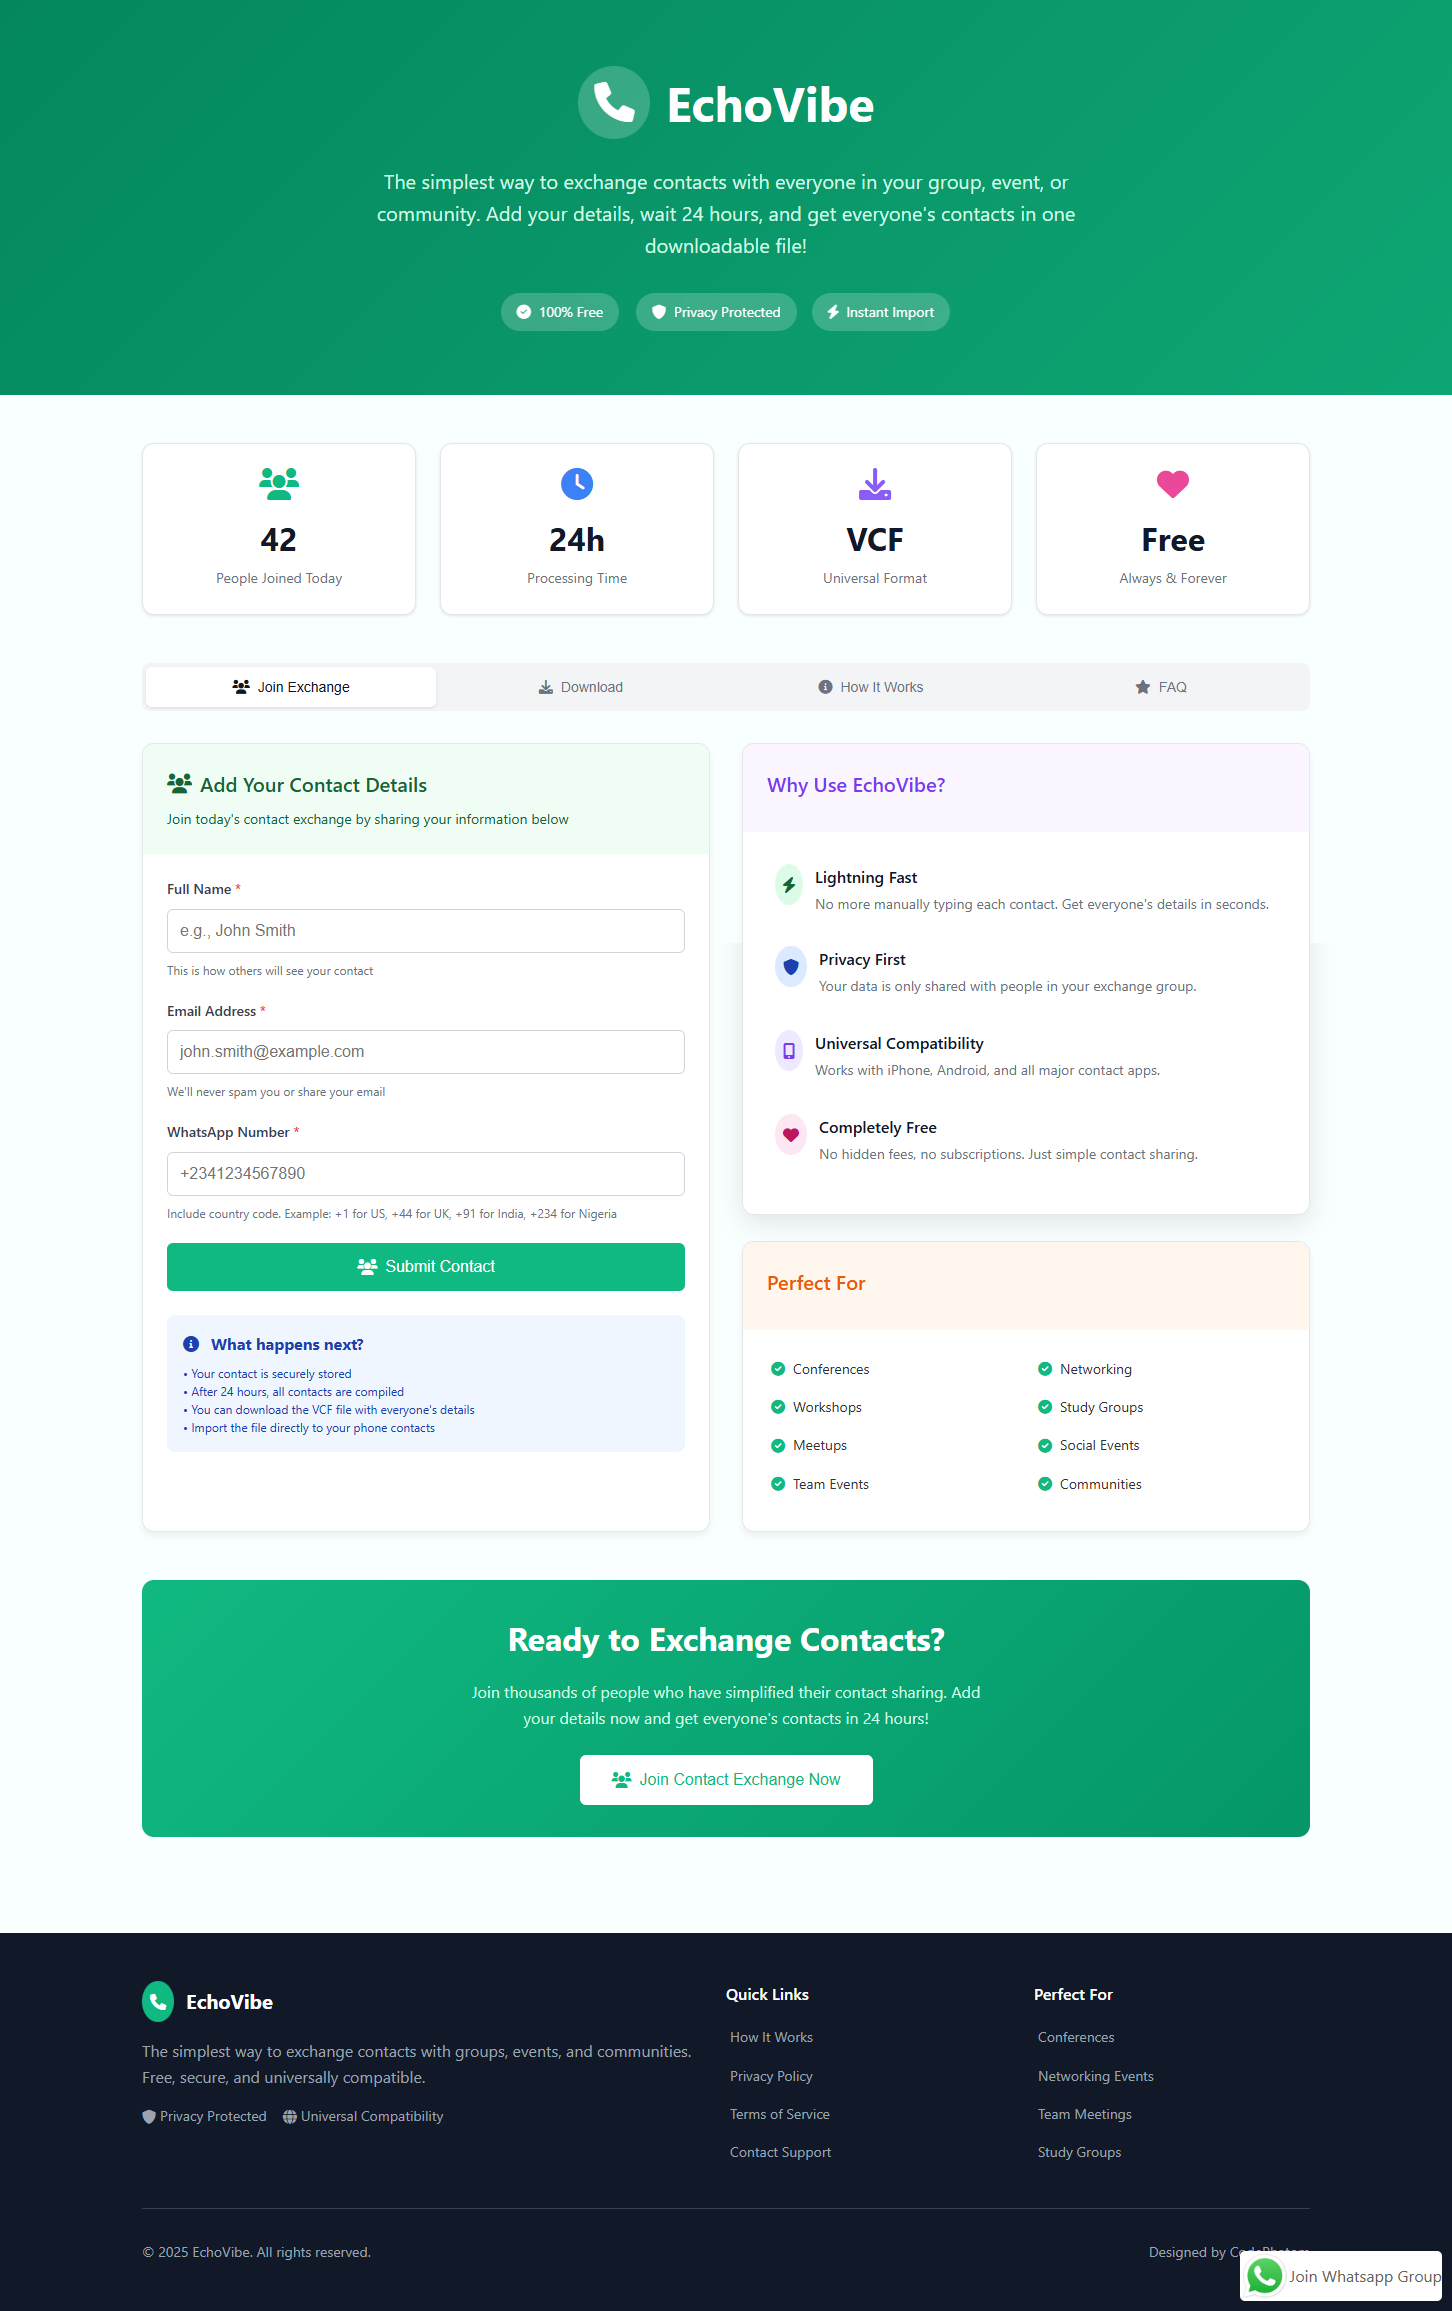 EchoVibe
The simplest way to exchange contacts with everyone in your group, event, or
community. Add your details, wait 24 hours, and get everyone's contacts in one
downloadable file!
100% Free
Privacy Protected
Instant Import
42
People Joined Today
24h
Processing Time
VCF
Universal Format
Free
Always & Forever
Join Exchange
Download
How It Works
FAQ
Add Your Contact Details
Join today's contact exchange by sharing your information below
Full Name *
e.g., John Smith
This is how others will see your contact
Email Address *
john.smith@example.com
We'll never spam you or share your email
WhatsApp Number *
+2341234567890
Include country code. Example: +1 for US, +44 for UK, +91 for India, +234 for Nigeria
Submit Contact
What happens next?
• Your contact is securely stored
• After 24 hours, all contacts are compiled
• You can download the VCF file with everyone's details
• Import the file directly to your phone contacts
Why Use EchoVibe?
Lightning Fast
No more manually typing each contact. Get everyone's details in seconds.
Privacy First
Your data is only shared with people in your exchange group.
Universal Compatibility
Works with iPhone, Android, and all major contact apps.
Completely Free
No hidden fees, no subscriptions. Just simple contact sharing.
Perfect For
Conferences
Networking
Workshops
Study Groups
Meetups
Social Events
Team Events
Communities
Ready to Exchange Contacts?
Join thousands of people who have simplified their contact sharing. Add
your details now and get everyone's contacts in 24 hours!
Join Contact Exchange Now
EchoVibe
The simplest way to exchange contacts with groups, events, and communities.
Free, secure, and universally compatible.
Privacy Protected
Universal Compatibility
Quick Links
How It Works
Privacy Policy
Terms of Service
Contact Support
Perfect For
Conferences
Networking Events
Team Meetings
Study Groups
© 2025 EchoVibe. All rights reserved.
Designed by
Join Whatsapp Group